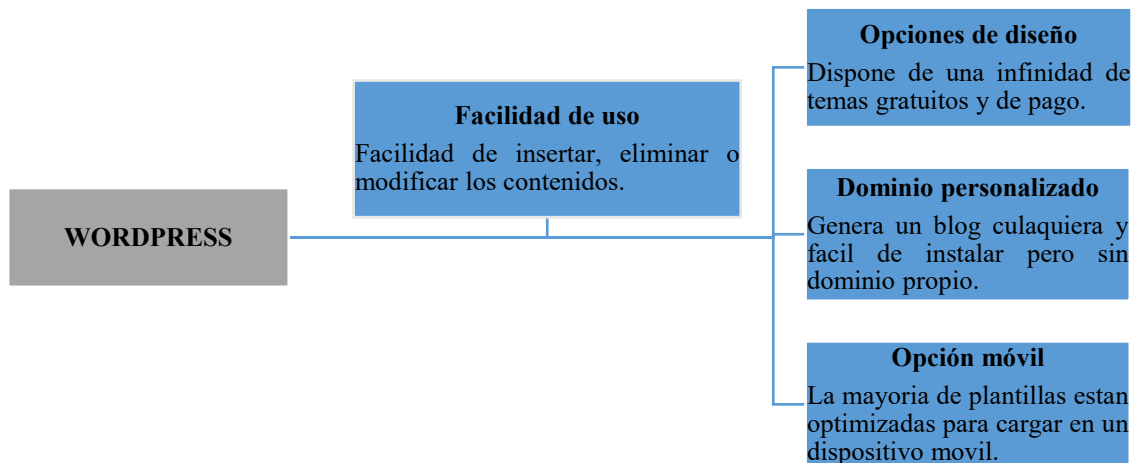 WORDPRESS
Facilidad de uso
Facilidad de insertar, eliminar o
modificar los contenidos.
Opciones de diseño
Dispone de una infinidad de
temas gratuitos y de pago.
Dominio personalizado
Genera un blog culaquiera y
facil de instalar pero sin
dominio propio.
Opción móvil
La mayoria de plantillas estan
optimizadas para cargar en un
dispositivo movil.